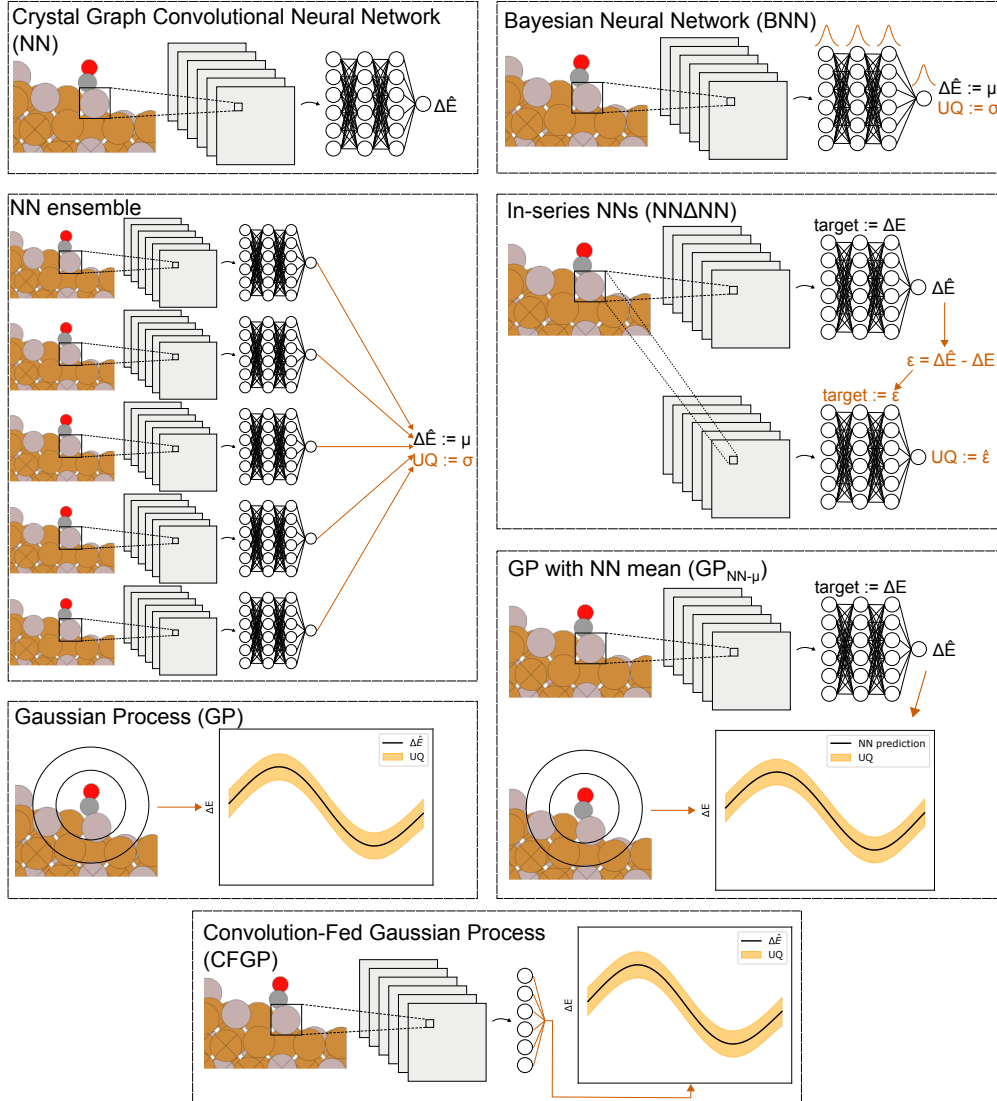 Crystal Graph Convolutional Neural Network
(NN)
ΔÊ
Bayesian Neural Network (BNN)
ΔÊ := μ
UQ := σ
NN ensemble
ΔÊ := μ
UQ := σ
In-series NNs (NNΔNN)
target := ΔE
ΔÊ
ε = ΔÊ - ΔE
target := ε
UQ := ε̂
GP with NN mean (GP_NN-μ)
target := ΔE
ΔÊ
NN prediction
UQ
ΔE
Gaussian Process (GP)
ΔÊ
UQ
ΔE
Convolution-Fed Gaussian Process
(CFGP)
ΔÊ
UQ
ΔE